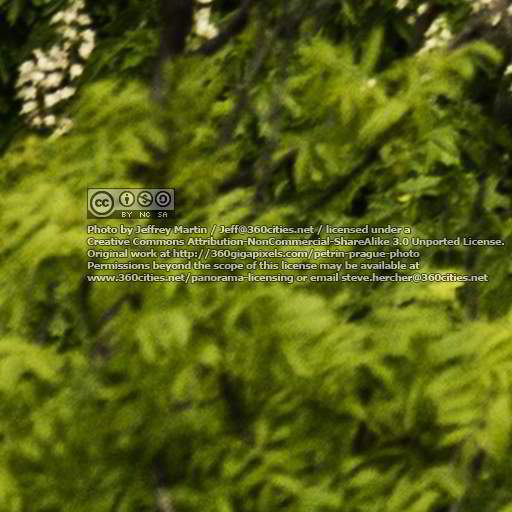 cc
BY NC SA
Photo by Jeffrey Martin / Jeff@360cities.net / licensed under a
Creative Commons Attribution-NonCommercial-ShareAlike 3.0 Unported License.
Original work at http://360gigapixels.com/petrin-prague-photo
Permissions beyond the scope of this license may be available at
www.360cities.net/panorama-licensing or email steve.hercher@360cities.net